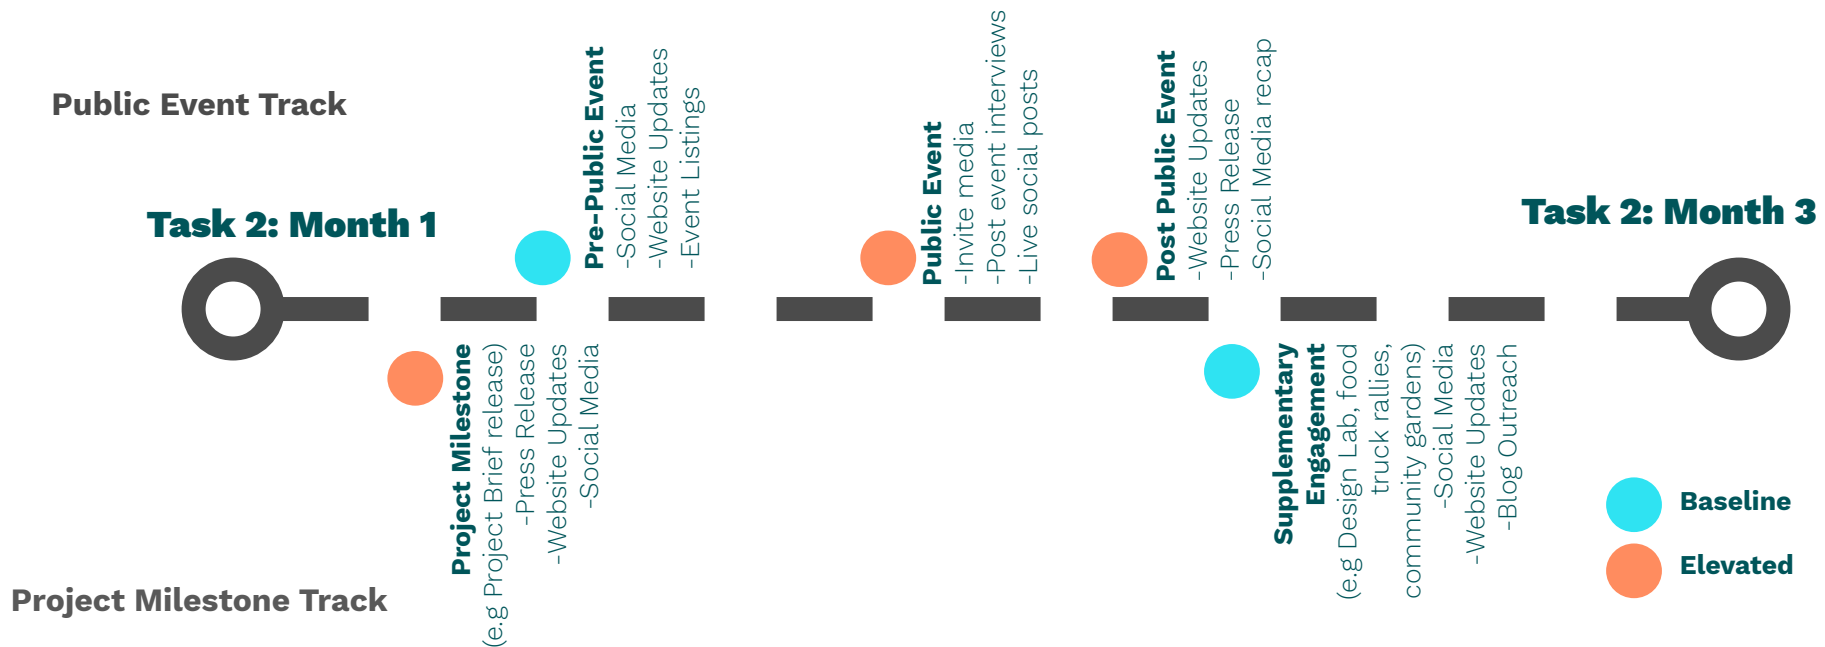 Public Event Track
Task 2: Month 1
Pre-Public Event
-Social Media
-Website Updates
-Event Listings
Public Event
-Invite media
-Post event interviews
-Live social posts
Post Public Event
-Website Updates
-Press Release
-Social Media recap
Task 2: Month 3
Project Milestone
(e.g Project Brief release)
-Press Release
-Website Updates
-Social Media
Supplementary
Engagement
(e.g Design Lab, food
truck rallies,
community gardens)
-Social Media
-Website Updates
-Blog Outreach
Baseline
Elevated
Project Milestone Track